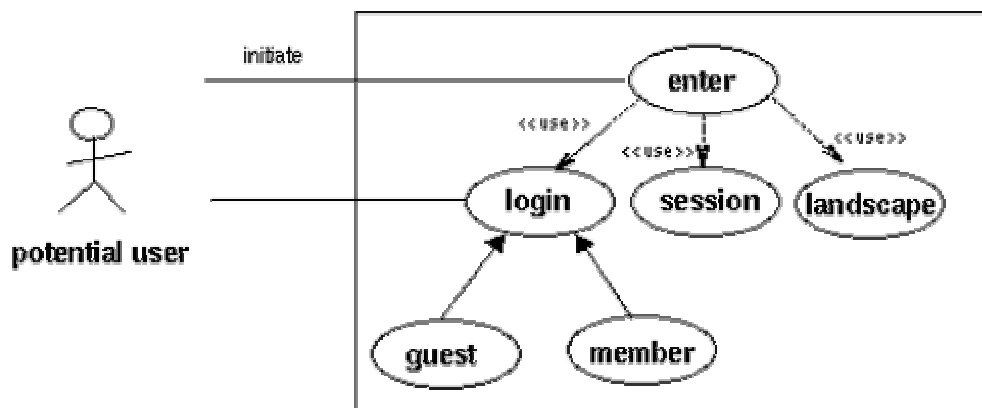 initiate
enter
<<use>>
<<use>>
<<use>>
login
session
landscape
potential user
guest
member